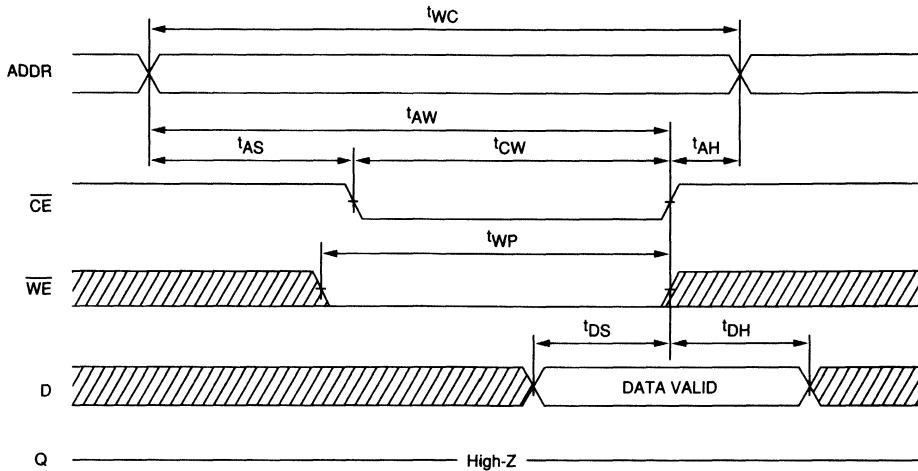 tWC
ADDR
tAW
tAS
tCW
tAH
CE
tWP
WE
tDS
tDH
D
DATA VALID
Q
High-Z